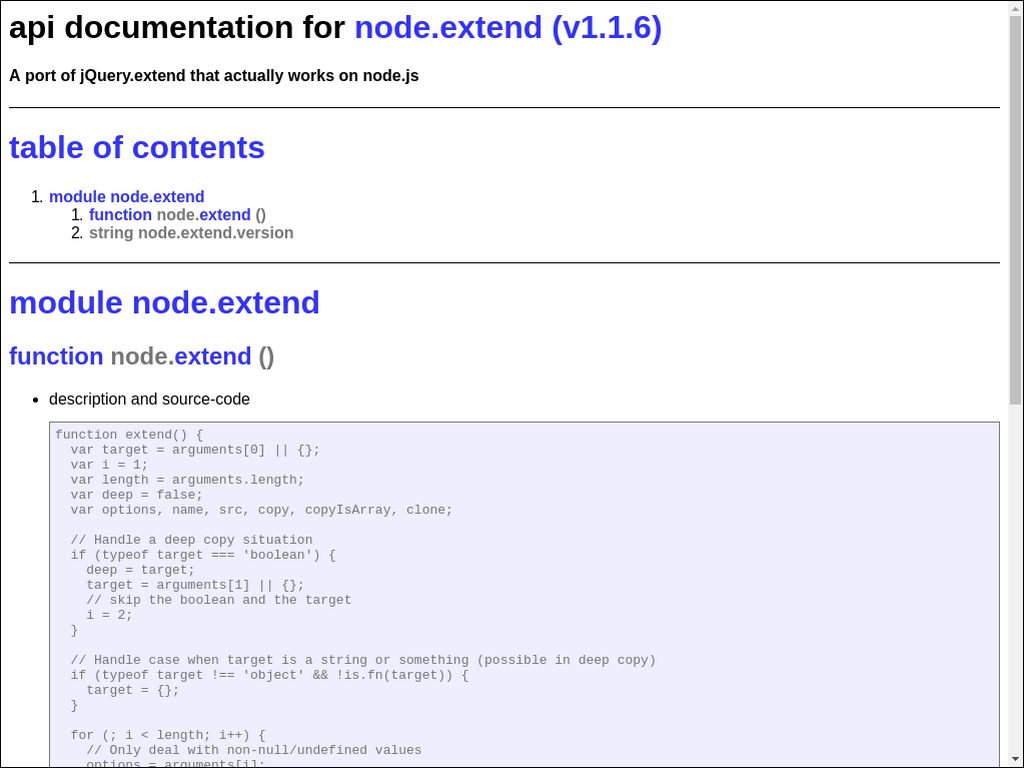 api documentation for node.extend (v1.1.6)
A port of jQuery.extend that actually works on node.js
table of contents
1. module node.extend
1. function node.extend ()
2. string node.extend.version
module node.extend
function node.extend ()
• description and source-code
function extend() {
  var target = arguments[0] || {};
  var i = 1;
  var length = arguments.length;
  var deep = false;
  var options, name, src, copy, copyIsArray, clone;

  // Handle a deep copy situation
  if (typeof target === 'boolean') {
    deep = target;
    target = arguments[1] || {};
    // skip the boolean and the target
    i = 2;
  }

  // Handle case when target is a string or something (possible in deep copy)
  if (typeof target !== 'object' && !is.fn(target)) {
    target = {};
  }

  for (; i < length; i++) {
    // Only deal with non-null/undefined values
    options = arguments[i];